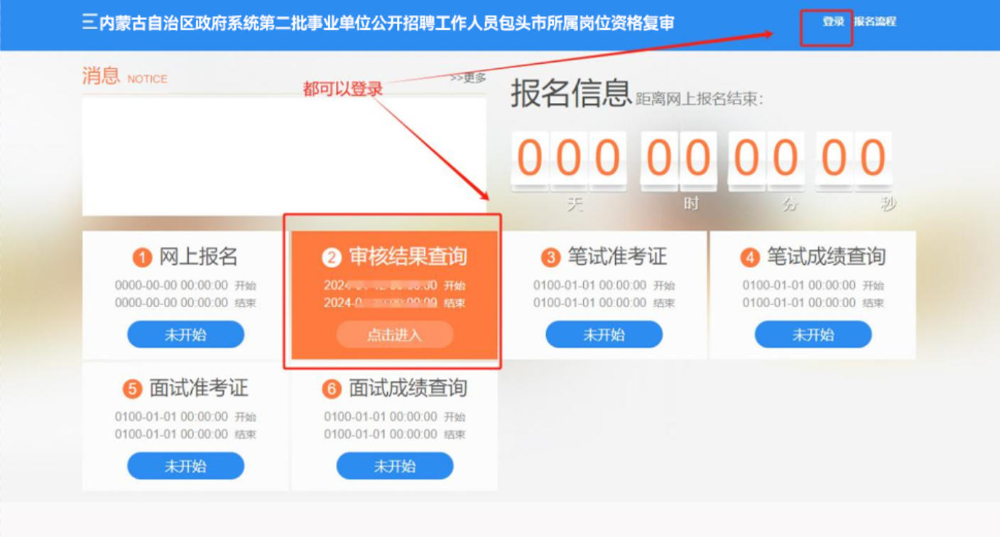 三内蒙古自治区政府系统第二批事业单位公开招聘工作人员包头市所属岗位资格复审
登录 报名流程
消息 NOTICE
>>更多
都可以登录
报名信息 距离网上报名结束:
000 00 00 00
天 时 分 秒
1 网上报名
0000-00-00 00:00:00 开始
0000-00-00 00:00:00 结束
未开始
2 审核结果查询
2024- 开始
2024-0 结束
点击进入
3 笔试准考证
0100-01-01 00:00:00 开始
0100-01-01 00:00:00 结束
未开始
4 笔试成绩查询
0100-01-01 00:00:00 开始
0100-01-01 00:00:00 结束
未开始
5 面试准考证
0100-01-01 00:00:00 开始
0100-01-01 00:00:00 结束
未开始
6 面试成绩查询
0100-01-01 00:00:00 开始
0100-01-01 00:00:00 结束
未开始